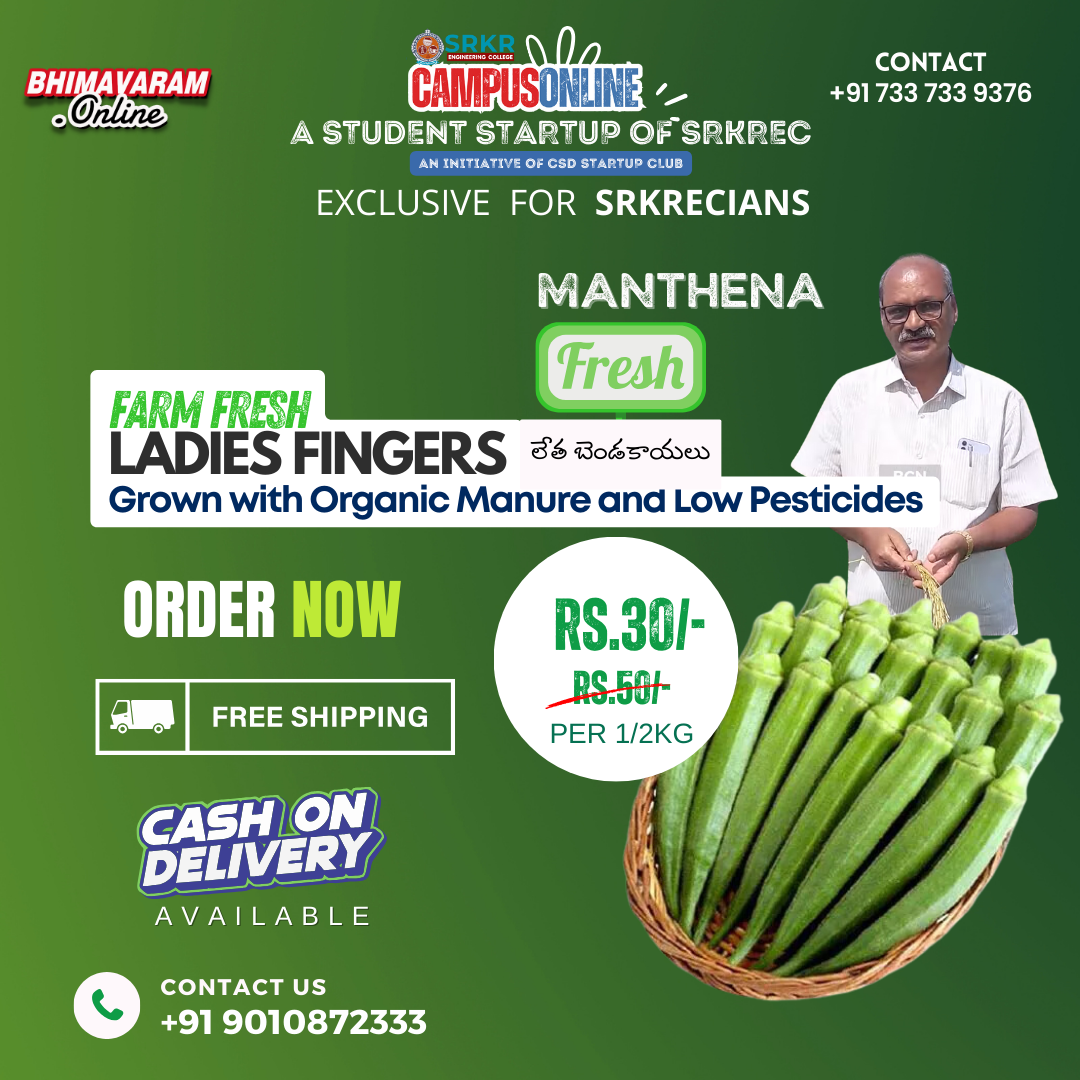 BHIMAVARAM
.Online
SRKR
ENGINEERING COLLEGE
CAMPUSONLINE
A STUDENT STARTUP OF SRKREC
AN INITIATIVE OF CSD STARTUP CLUB
EXCLUSIVE FOR SRKRECIANS
CONTACT
+91 733 733 9376
MANTHENA
Fresh
FARM FRESH
LADIES FINGERS
లేత బెండకాయలు
Grown with Organic Manure and Low Pesticides
ORDER NOW
RS.30/-
RS.50/-
PER 1/2KG
FREE SHIPPING
CASH ON
DELIVERY
AVAILABLE
CONTACT US
+91 9010872333